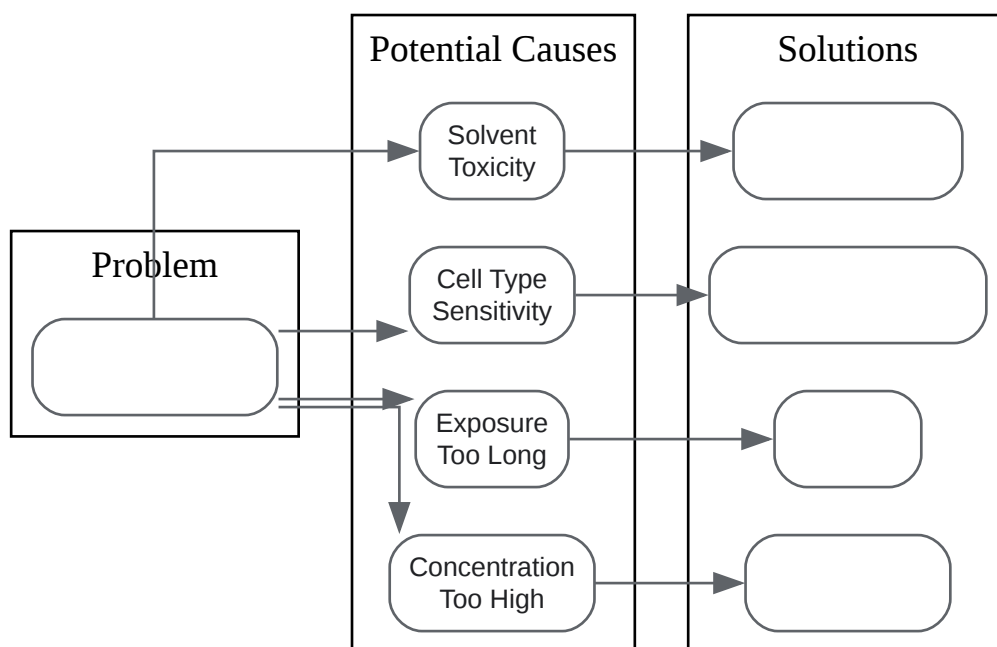 Potential Causes
Solutions
Solvent
Toxicity
Problem
Cell Type
Sensitivity
Exposure
Too Long
Concentration
Too High